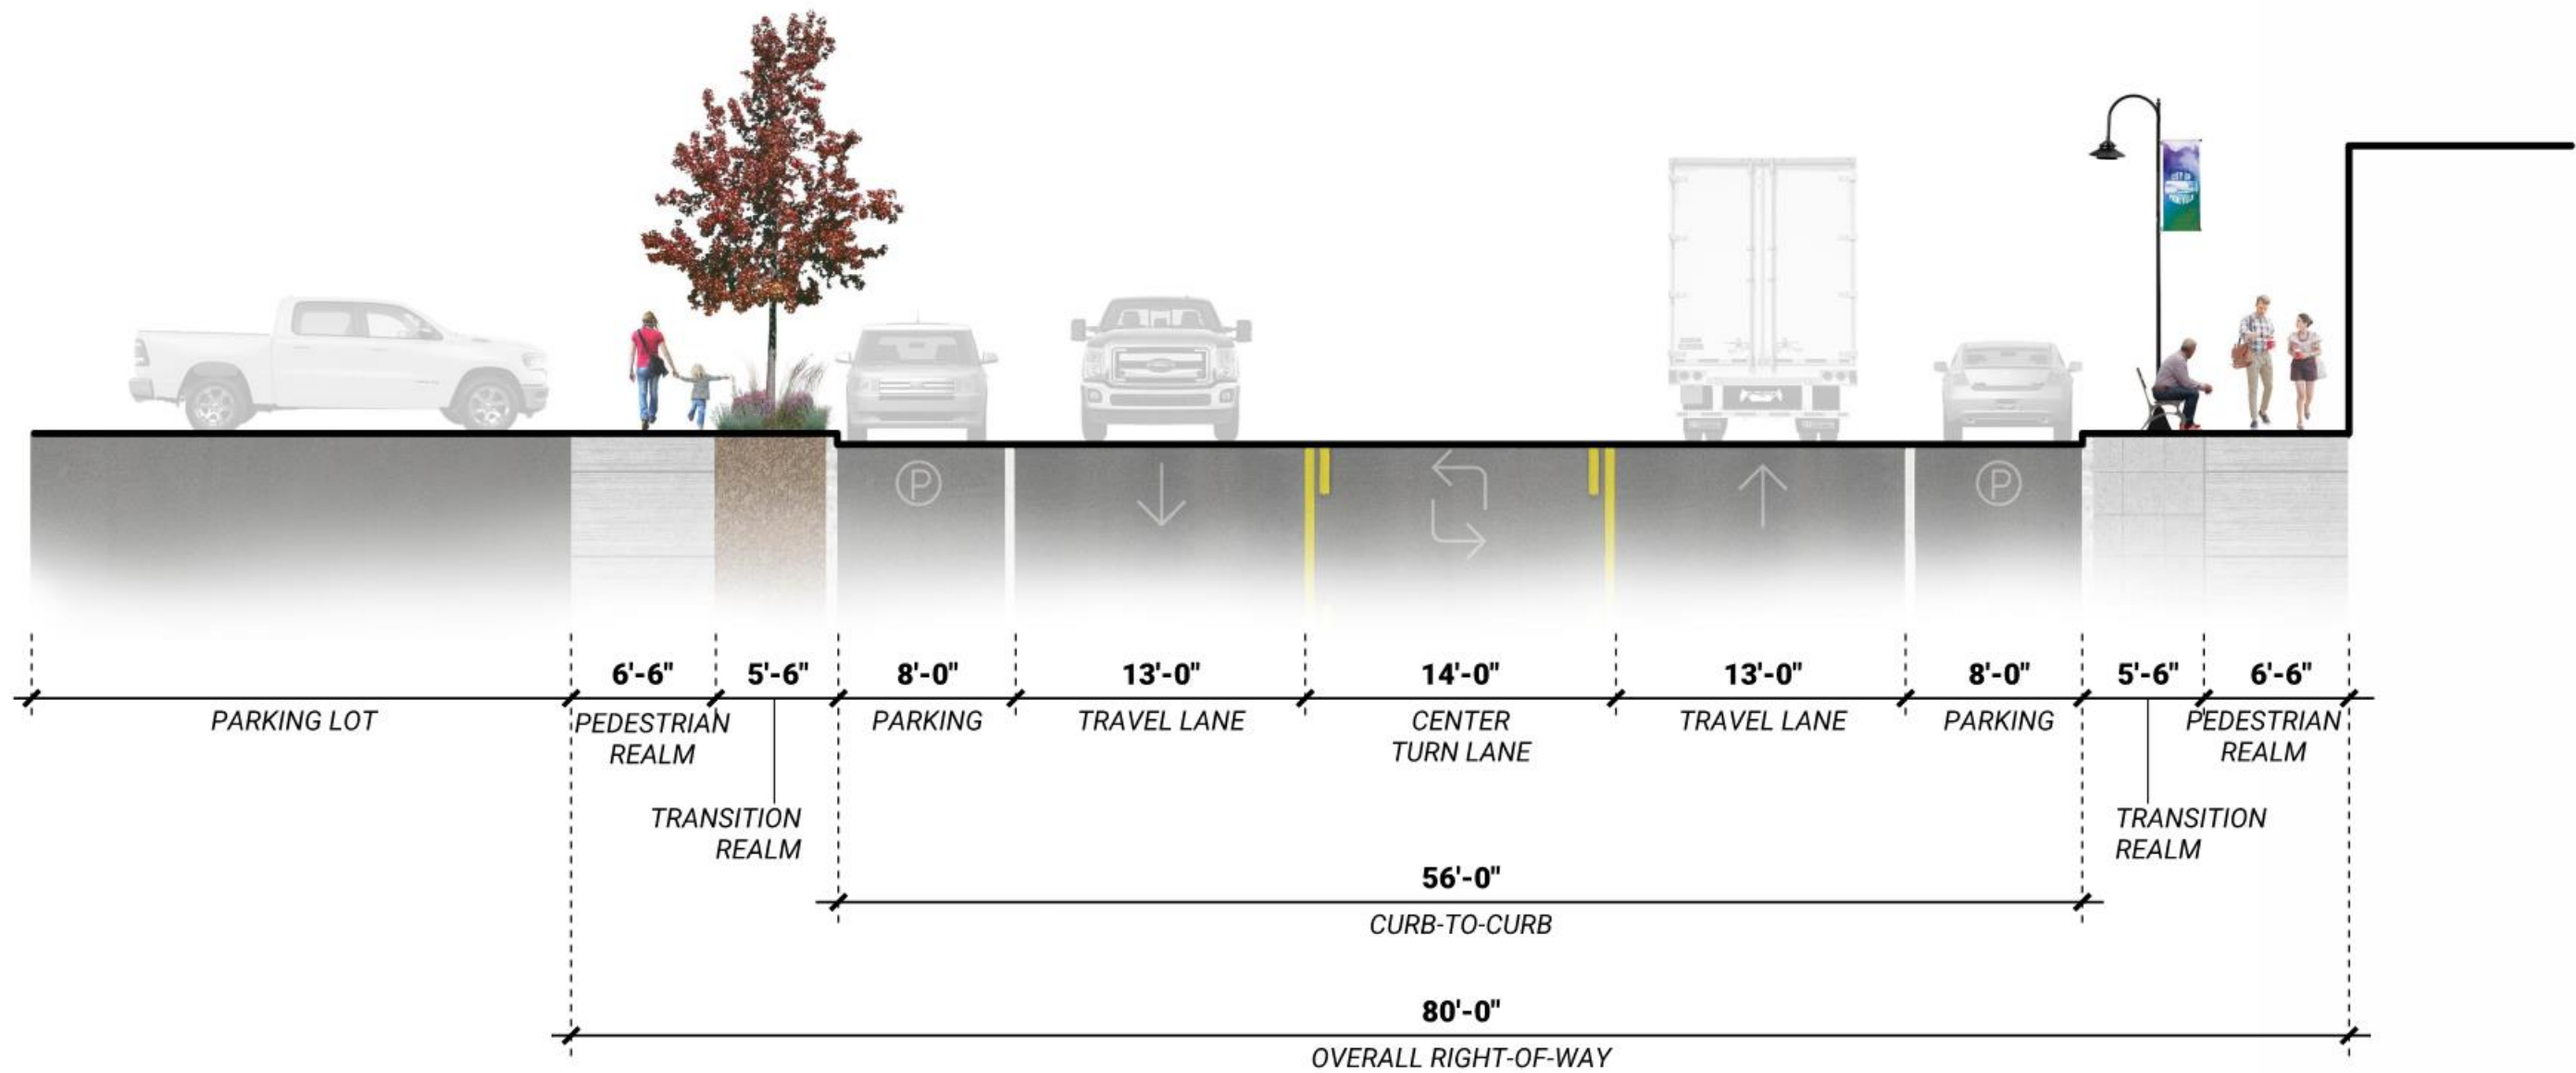 P
P
6'-6"
5'-6"
8'-0"
13'-0"
14'-0"
13'-0"
8'-0"
5'-6"
6'-6"
PARKING LOT
PEDESTRIAN
REALM
PARKING
TRAVEL LANE
CENTER
TURN LANE
TRAVEL LANE
PARKING
PEDESTRIAN
REALM
TRANSITION
REALM
TRANSITION
REALM
56'-0"
CURB-TO-CURB
80'-0"
OVERALL RIGHT-OF-WAY